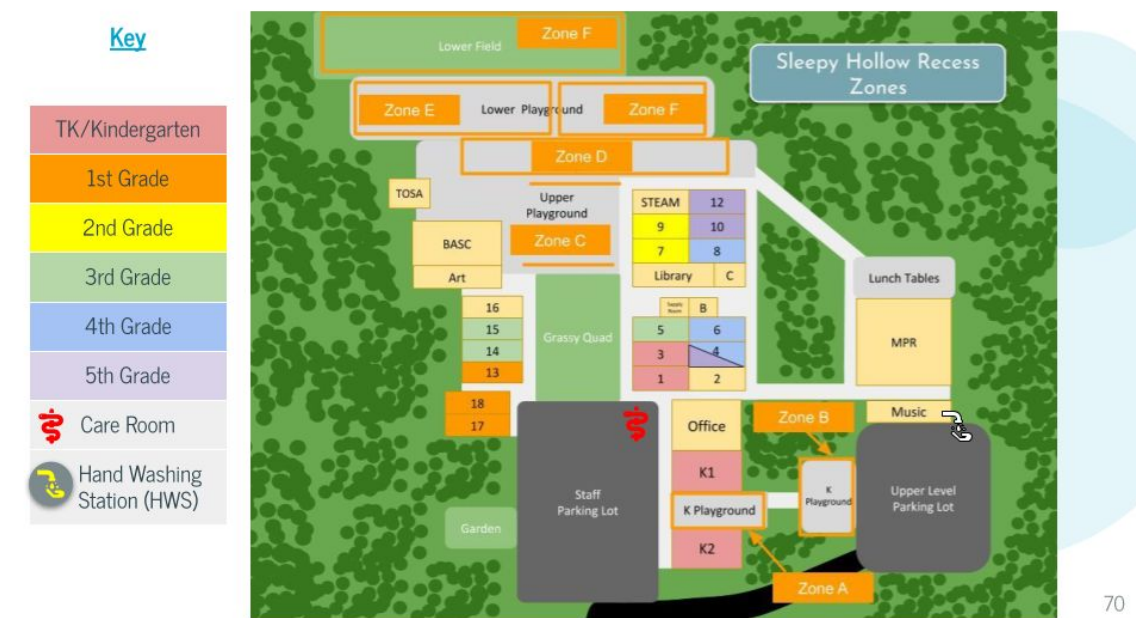 Key
TK/Kindergarten
1st Grade
2nd Grade
3rd Grade
4th Grade
5th Grade
Care Room
Hand Washing
Station (HWS)
Sleepy Hollow Recess
Zones
Lower Field
Zone F
Zone E
Lower Playground
Zone F
Zone D
TOSA
Upper
Playground
Zone C
BASC
Art
STEAM
12
9
10
7
8
Library
C
Lunch Tables
16
15
14
13
Grassy Quad
Supply
Room
B
5
6
3
4
1
2
MPR
18
17
Office
Zone B
Music
K1
K
Playground
Upper Level
Parking Lot
Staff
Parking Lot
K Playground
Garden
K2
Zone A
70